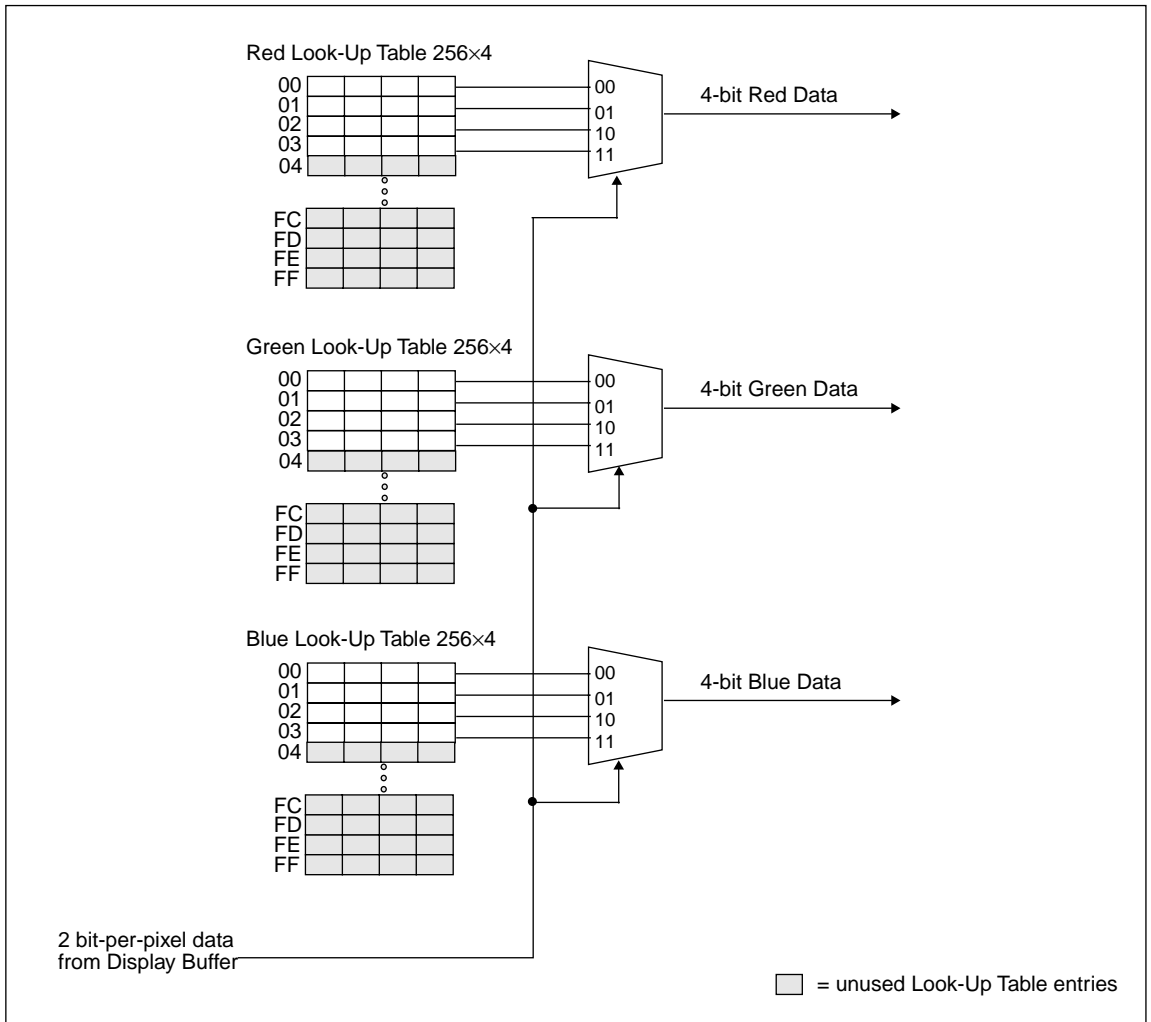 Red Look-Up Table 256×4
00
01
02
03
04
FC
FD
FE
FF
00
01
10
11
4-bit Red Data
Green Look-Up Table 256×4
00
01
02
03
04
FC
FD
FE
FF
00
01
10
11
4-bit Green Data
Blue Look-Up Table 256×4
00
01
02
03
04
FC
FD
FE
FF
00
01
10
11
4-bit Blue Data
2 bit-per-pixel data
from Display Buffer
= unused Look-Up Table entries